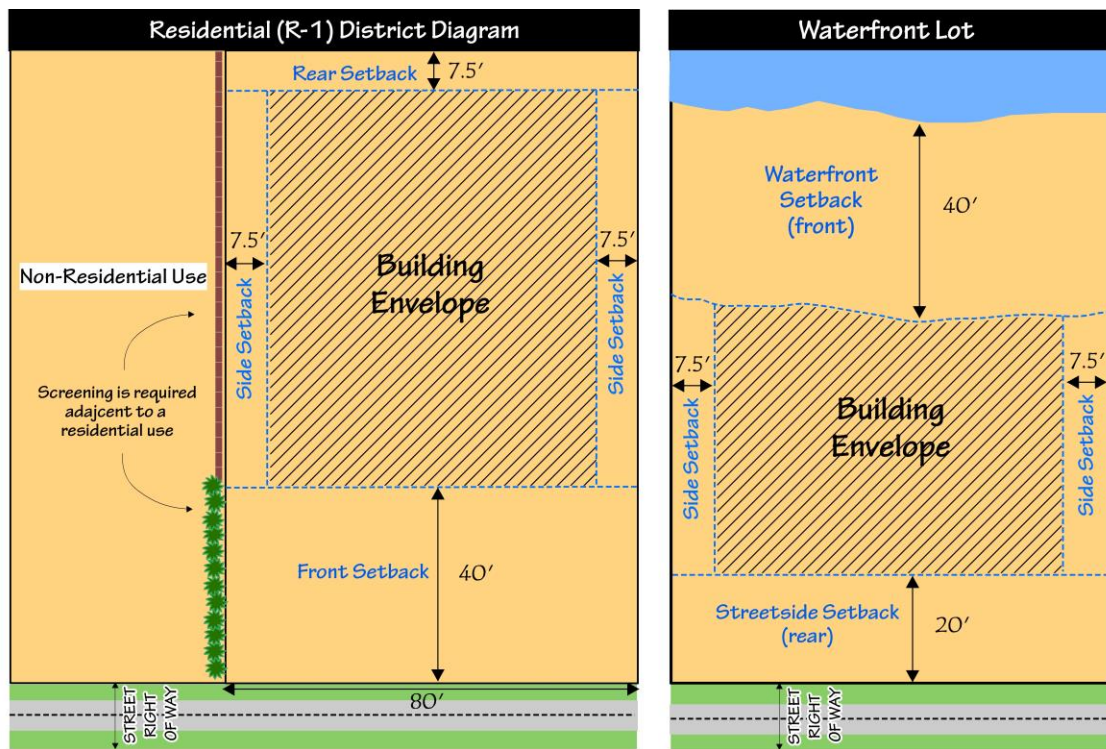 Residential (R-1) District Diagram
Rear Setback
7.5'
7.5'
7.5'
Non-Residential Use
Building
Envelope
Side Setback
Side Setback
Screening is required
adajcent to a
residential use
Front Setback
40'
80'
STREET
RIGHT
OF WAY
Waterfront Lot
Waterfront
Setback
(front)
40'
7.5'
7.5'
Building
Envelope
Side Setback
Side Setback
Streetside Setback
(rear)
20'
STREET
RIGHT
OF WAY